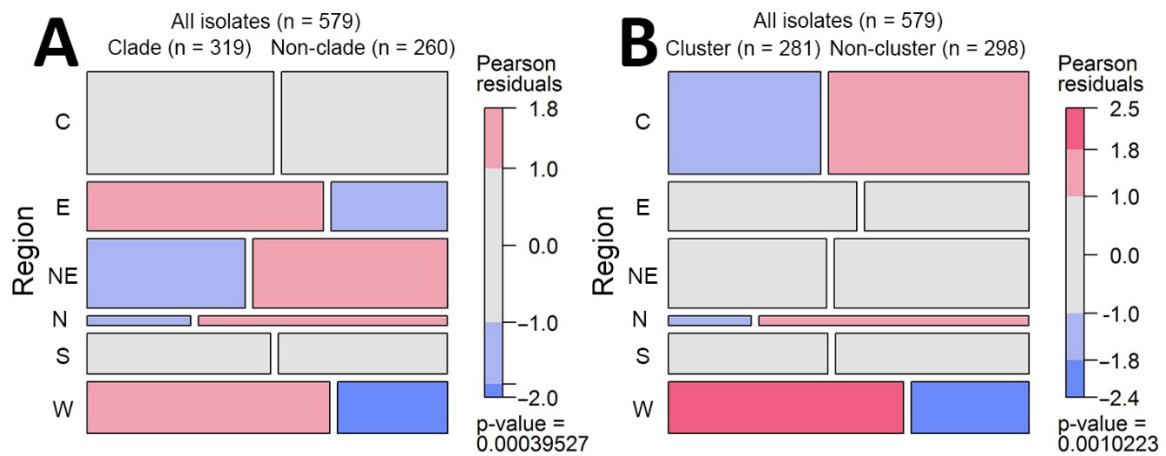 A
All isolates (n = 579)
Clade (n = 319) Non-clade (n = 260)
Region
C
E
NE
N
S
W
Pearson
residuals
1.8
1.0
0.0
−1.0
−2.0
p-value =
0.00039527
B
All isolates (n = 579)
Cluster (n = 281) Non-cluster (n = 298)
Region
C
E
NE
N
S
W
Pearson
residuals
2.5
1.8
1.0
0.0
−1.0
−1.8
−2.4
p-value =
0.0010223